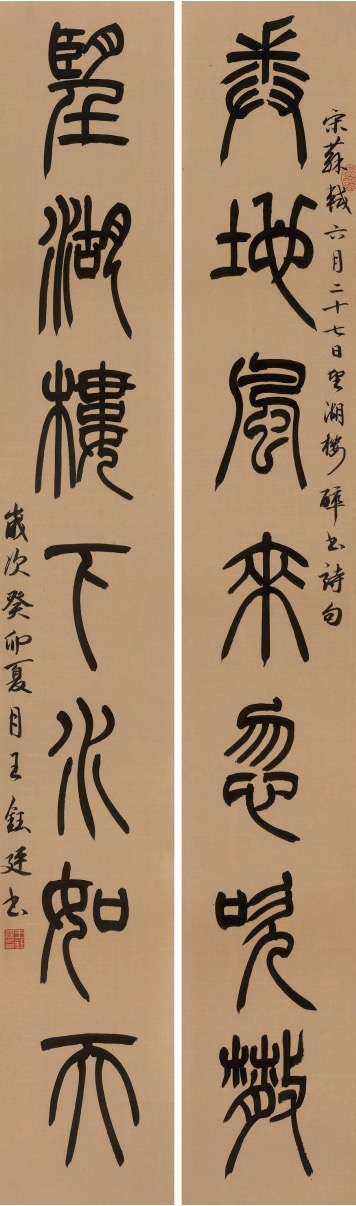 宋蘇軾六月二十七日望湖樓醉書詩句
卷地風來忽吹散
望湖樓下水如天
歲次癸卯夏月王鈺廷書